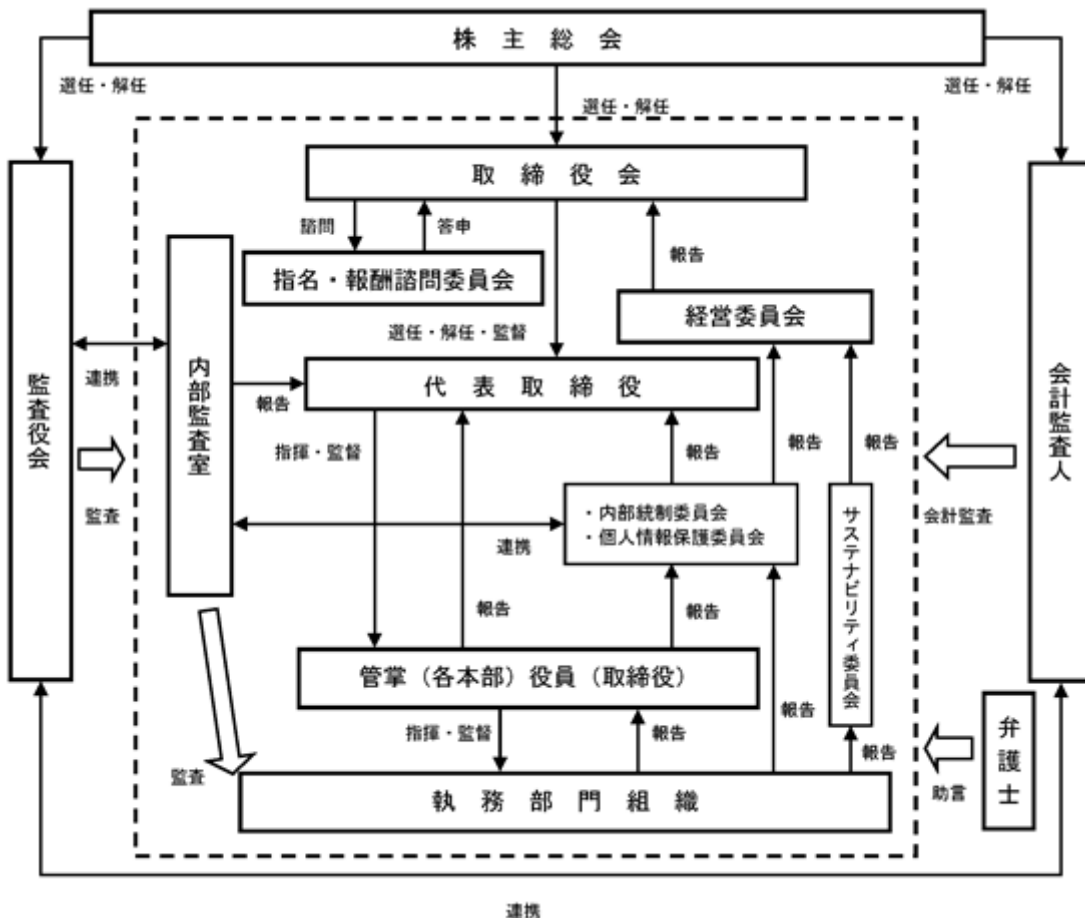 株主総会
選任・解任
選任・解任
選任・解任
取締役会
諮問
答申
報告
指名・報酬諮問委員会
経営委員会
選任・解任・監督
監査役会
連携
内部監査室
報告
代表取締役
会計監査人
指揮・監督
報告
報告
報告
監査
・内部統制委員会
・個人情報保護委員会
連携
サステナビリティ委員会
会計監査
報告
報告
管掌（各本部）役員（取締役）
指揮・監督
報告
報告
報告
弁護士
監査
執務部門組織
助言
連携